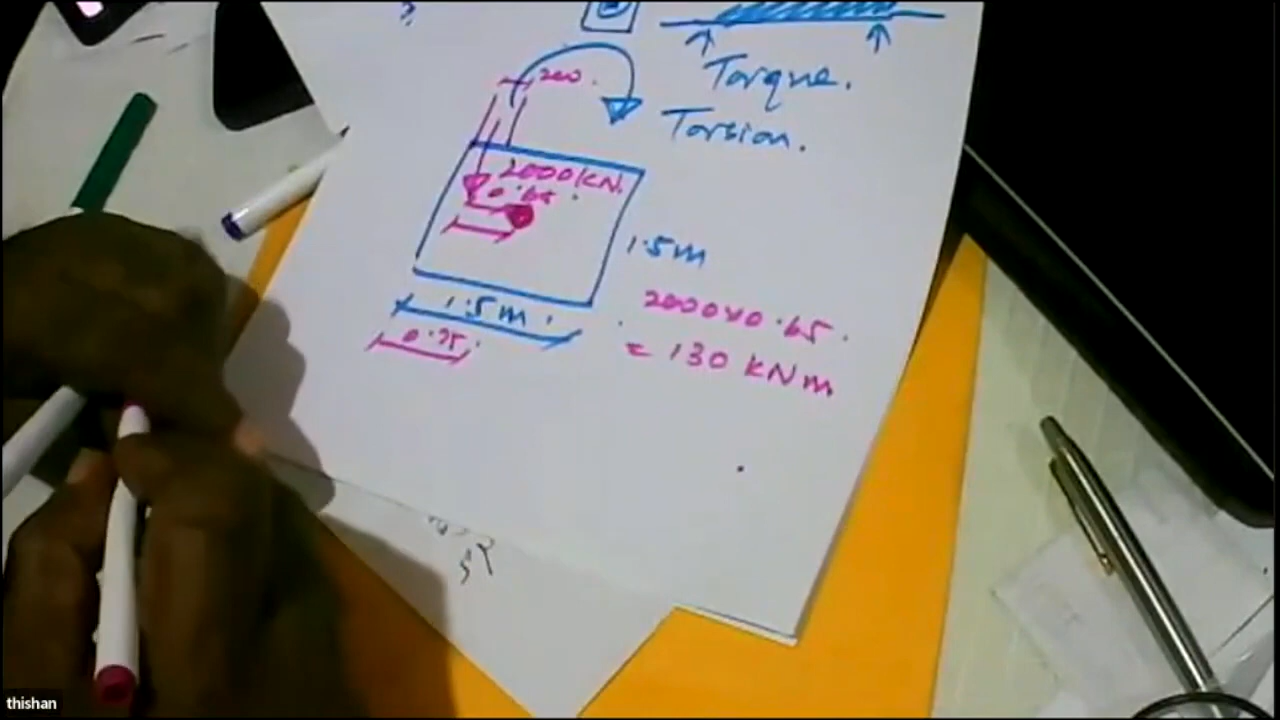 ?
200.
Torque.
Torsion.
2000KN.
0.65.
1.5m
1.5m.
0.75.
2000x0.65.
= 130 KNm
thishan